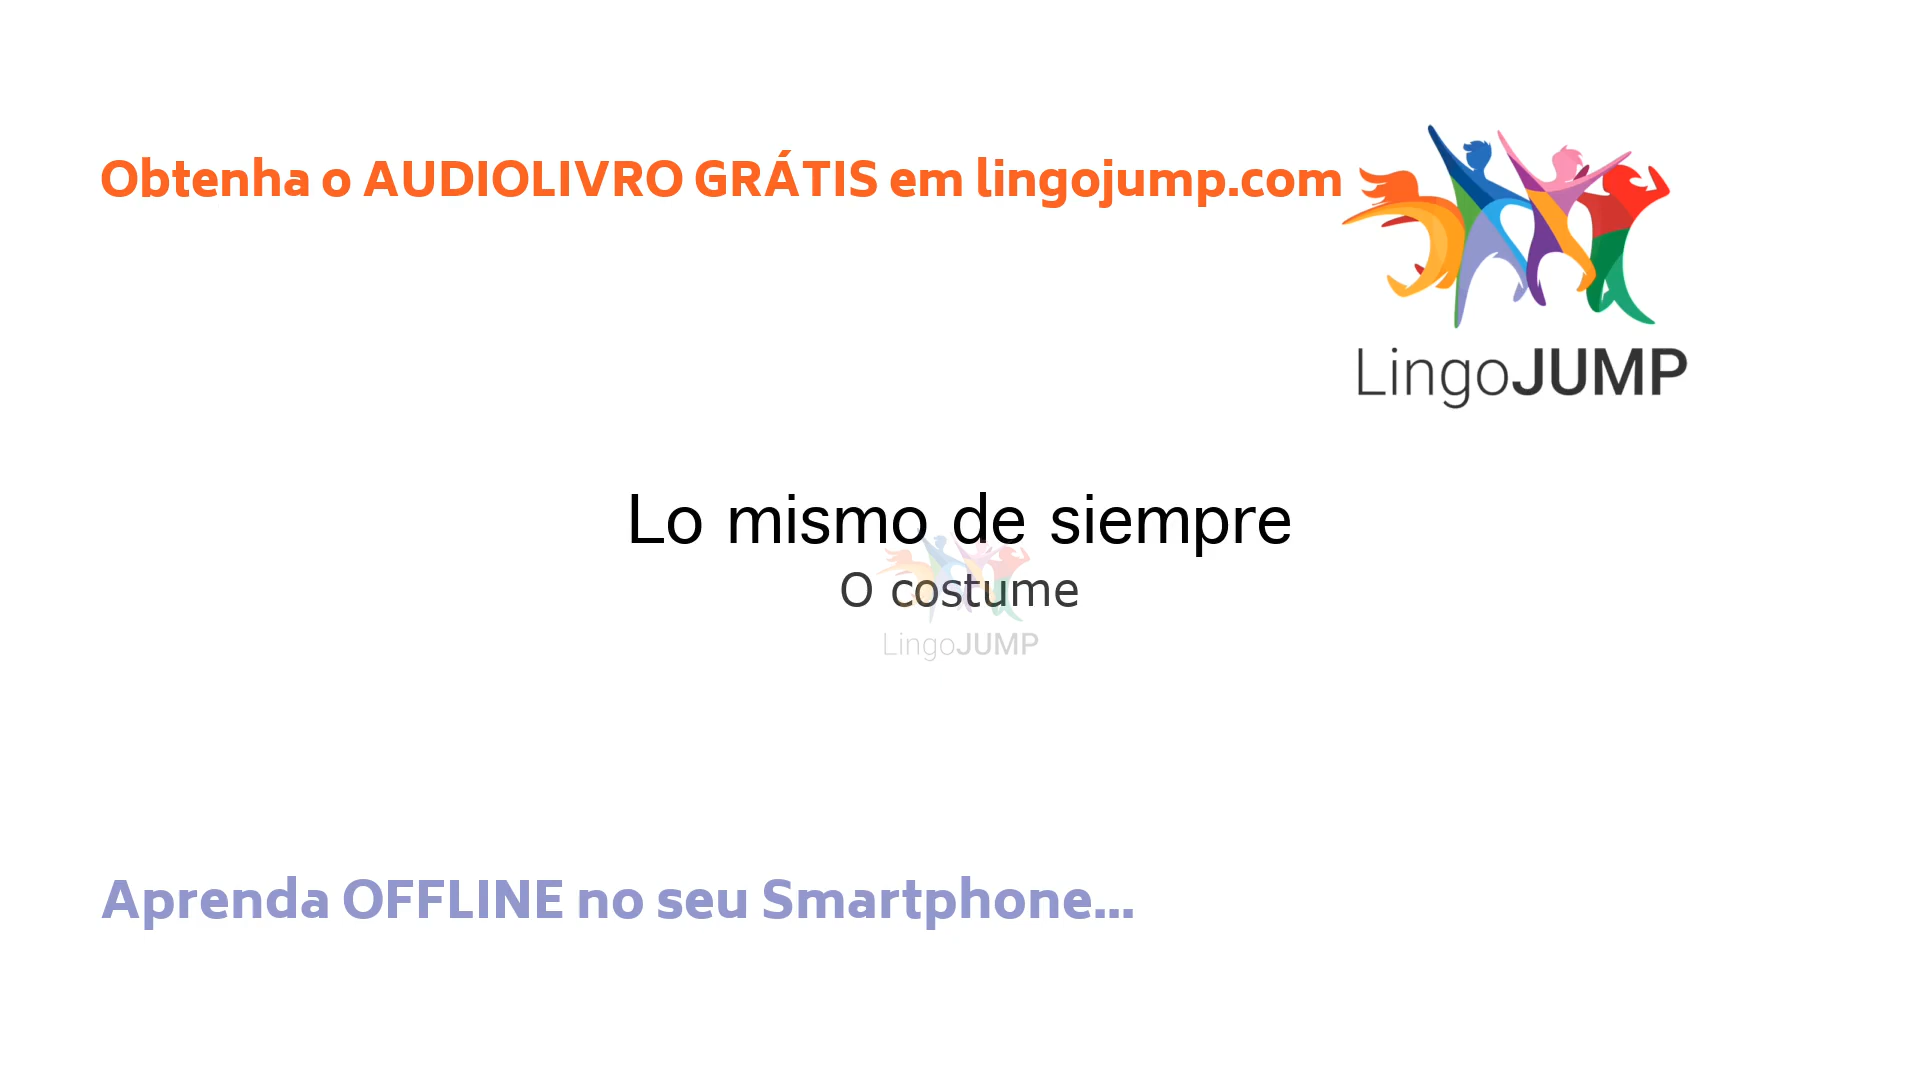 Obtenha o AUDIOLIVRO GRÁTIS em lingojump.com
LingoJUMP
Lo mismo de siempre
O costume
LingoJUMP
Aprenda OFFLINE no seu Smartphone...